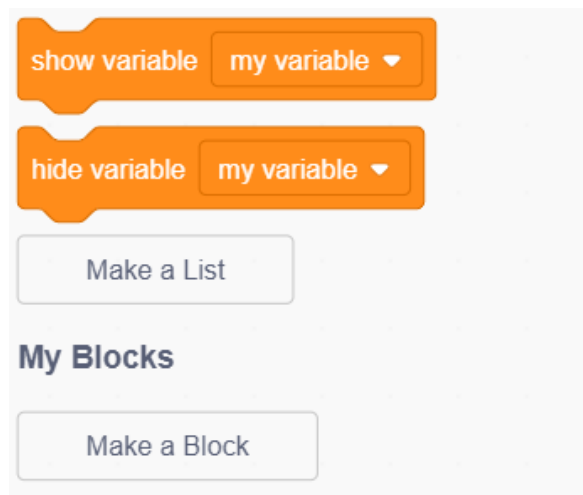 show variable my variable
hide variable my variable
Make a List
My Blocks
Make a Block